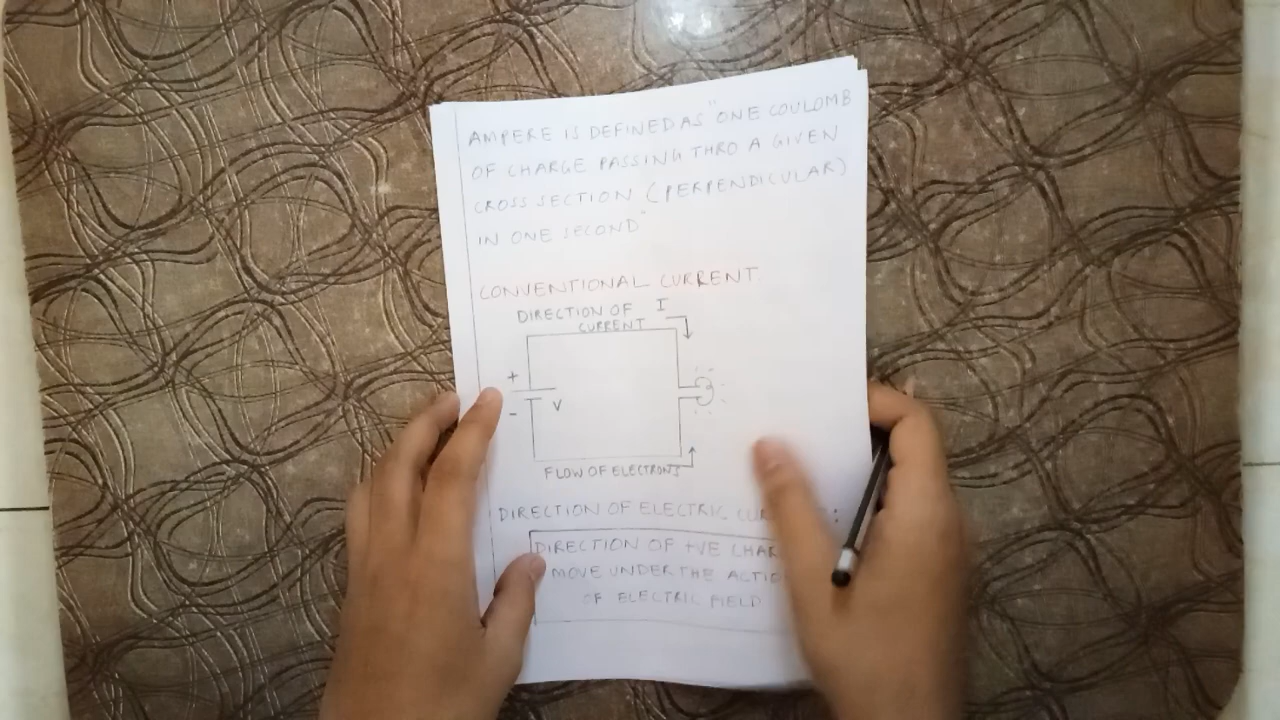 AMPERE IS DEFINED AS "ONE COULOMB
OF CHARGE PASSING THRO A GIVEN
CROSS SECTION (PERPENDICULAR)
IN ONE SECOND"
CONVENTIONAL CURRENT
DIRECTION OF I
CURRENT
+
- V
FLOW OF ELECTRONS
DIRECTION OF ELECTRIC :
DIRECTION OF +VE
MOVE UNDER THE
OF ELECTRIC FIELD